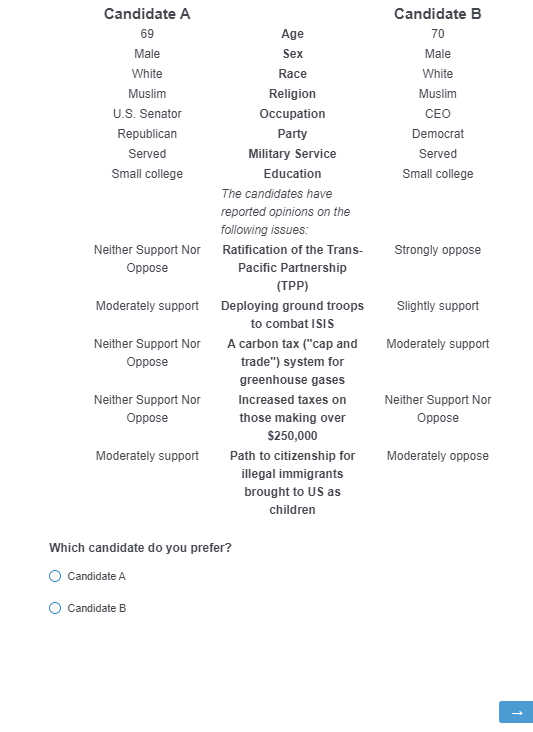 Candidate A Candidate B
69 Age 70
Male Sex Male
White Race White
Muslim Religion Muslim
U.S. Senator Occupation CEO
Republican Party Democrat
Served Military Service Served
Small college Education Small college
The candidates have
reported opinions on the
following issues:
Neither Support Nor Ratification of the Trans- Strongly oppose
Oppose Pacific Partnership
(TPP)
Moderately support Deploying ground troops Slightly support
to combat ISIS
Neither Support Nor A carbon tax ("cap and Moderately support
Oppose trade") system for
greenhouse gases
Neither Support Nor Increased taxes on Neither Support Nor
Oppose those making over Oppose
$250,000
Moderately support Path to citizenship for Moderately oppose
illegal immigrants
brought to US as
children
Which candidate do you prefer?
Candidate A
Candidate B
→